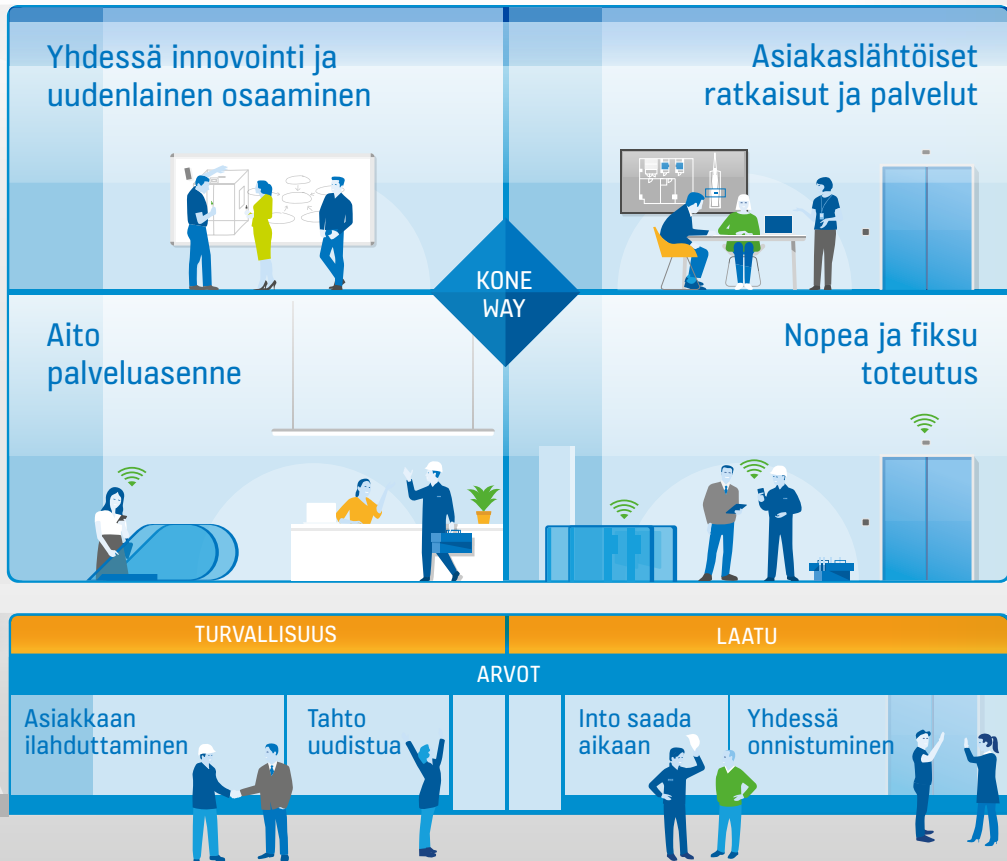 Yhdessä innovointi ja
uudenlainen osaaminen
Asiakaslähtöiset
ratkaisut ja palvelut
KONE
WAY
Aito
palveluasenne
Nopea ja fiksu
toteutus
TURVALLISUUS
LAATU
ARVOT
Asiakkaan
ilahduttaminen
Tahto
uudistua
Into saada
aikaan
Yhdessä
onnistuminen